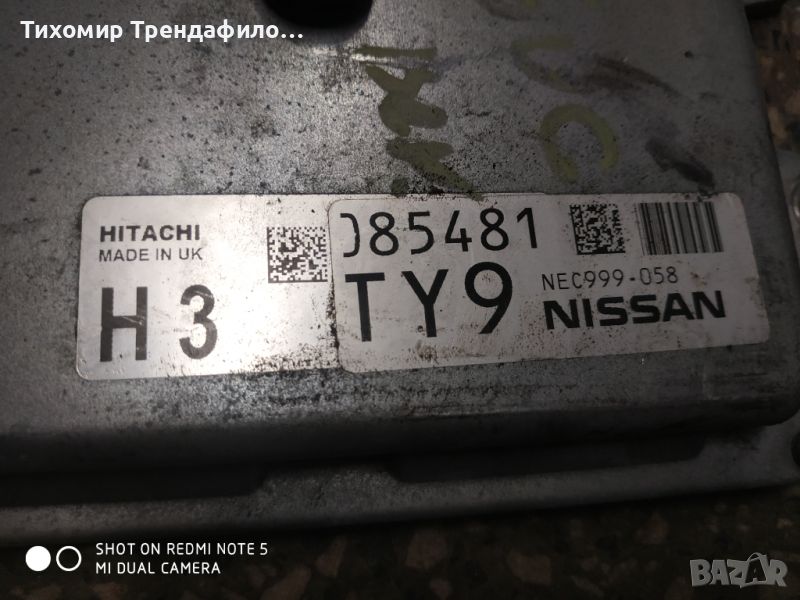 Тихомир Трендафило...
HITACHI
MADE IN UK
H3
085481
TY9
NEC999-058
NISSAN
SHOT ON REDMI NOTE 5
MI DUAL CAMERA
BAZAR